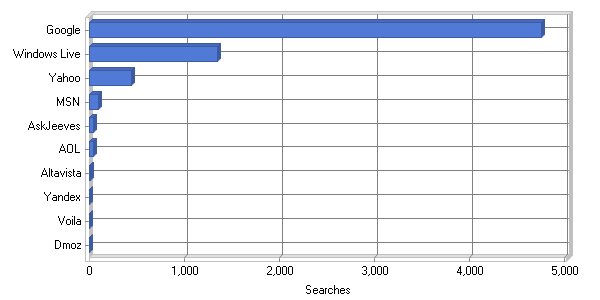 Google
Windows Live
Yahoo
MSN
AskJeeves
AOL
Altavista
Yandex
Voila
Dmoz
0 1,000 2,000 3,000 4,000 5,000
Searches